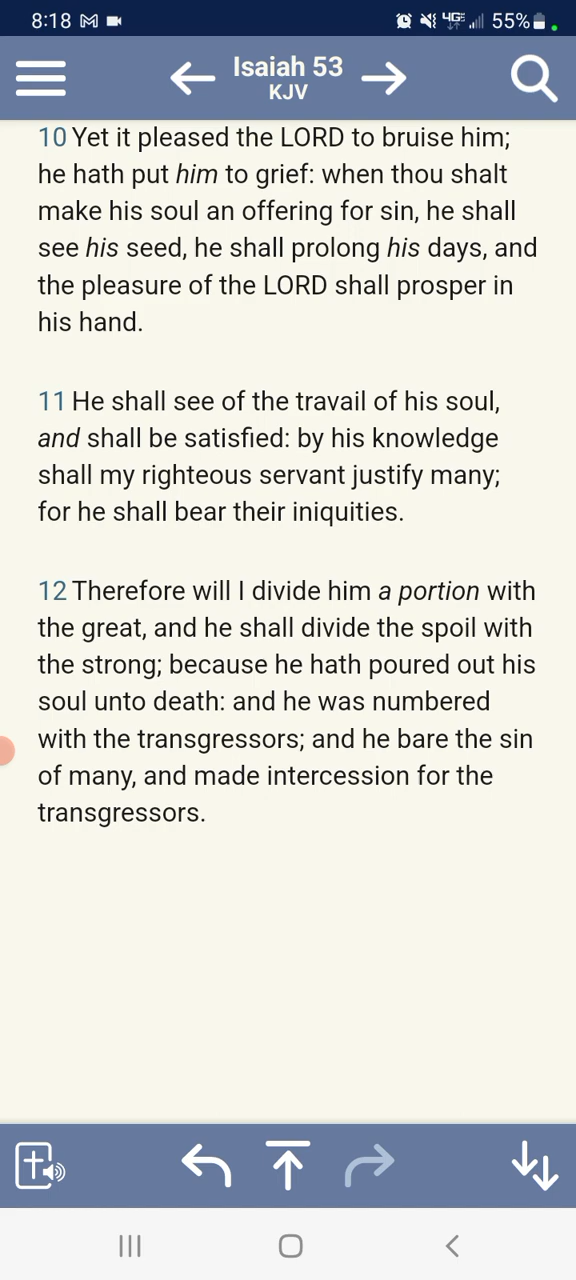 8:18 4G 55%
Isaiah 53
KJV
10 Yet it pleased the LORD to bruise him;
he hath put him to grief: when thou shalt
make his soul an offering for sin, he shall
see his seed, he shall prolong his days, and
the pleasure of the LORD shall prosper in
his hand.
11 He shall see of the travail of his soul,
and shall be satisfied: by his knowledge
shall my righteous servant justify many;
for he shall bear their iniquities.
12 Therefore will I divide him a portion with
the great, and he shall divide the spoil with
the strong; because he hath poured out his
soul unto death: and he was numbered
with the transgressors; and he bare the sin
of many, and made intercession for the
transgressors.